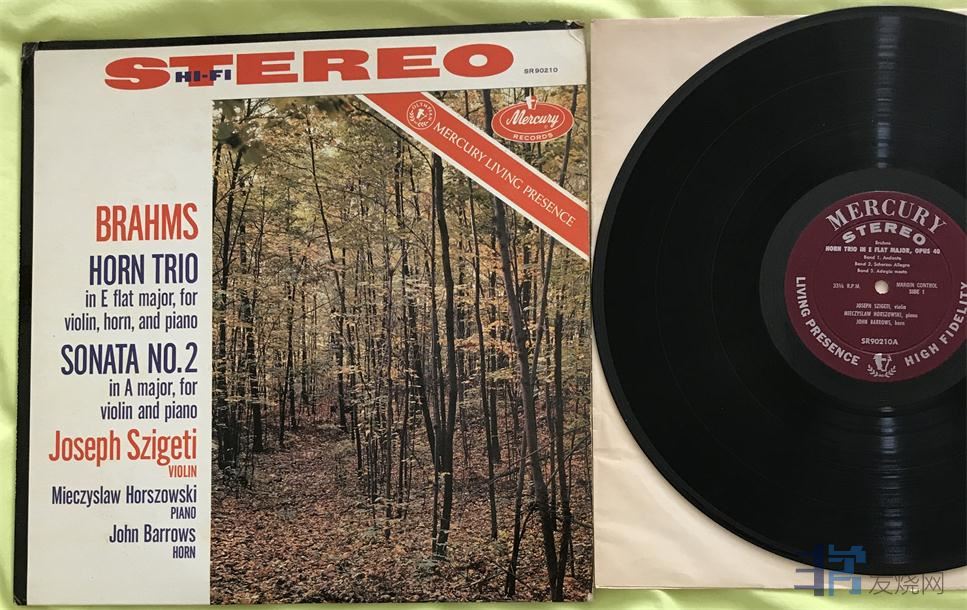 STEREO
HI-FI
SR90210
Mercury
RECORDS
OLYMPIAN
MERCURY LIVING PRESENCE
BRAHMS
HORN TRIO
in E flat major, for
violin, horn, and piano
SONATA NO.2
in A major, for
violin and piano
Joseph Szigeti
VIOLIN
Mieczyslaw Horszowski
PIANO
John Barrows
HORN
MERCURY
STEREO
Brahms
HORN TRIO IN E FLAT MAJOR, OPUS 40
Band 1. Andante
Band 2. Scherzo: Allegro
Band 3. Adagio mesto
33⅓ R.P.M.
MARGIN CONTROL
SIDE 1
JOSEPH SZIGETI, violin
MIECZYSLAW HORSZOWSKI, piano
JOHN BARROWS, horn
SR90210A
LIVING PRESENCE
HIGH FIDELITY
发烧网